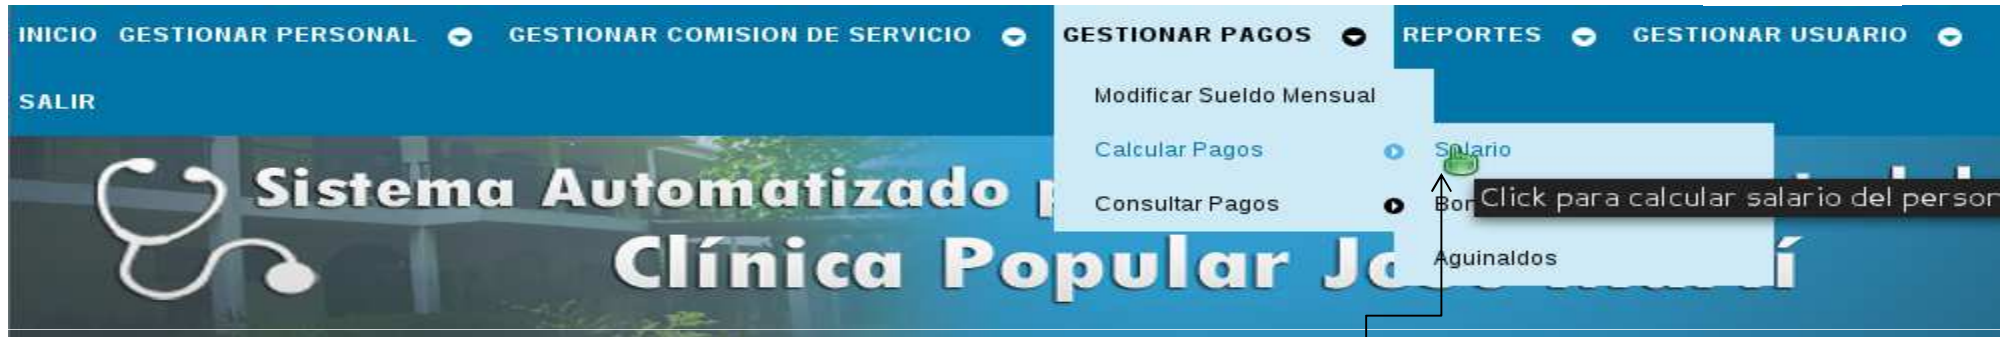 INICIO GESTIONAR PERSONAL GESTIONAR COMISION DE SERVICIO GESTIONAR PAGOS REPORTES GESTIONAR USUARIO
SALIR
Modificar Sueldo Mensual
Calcular Pagos
Consultar Pagos
Salario
Click para calcular salario del person
Aguinaldos
Sistema Automatizado
Clínica Popular